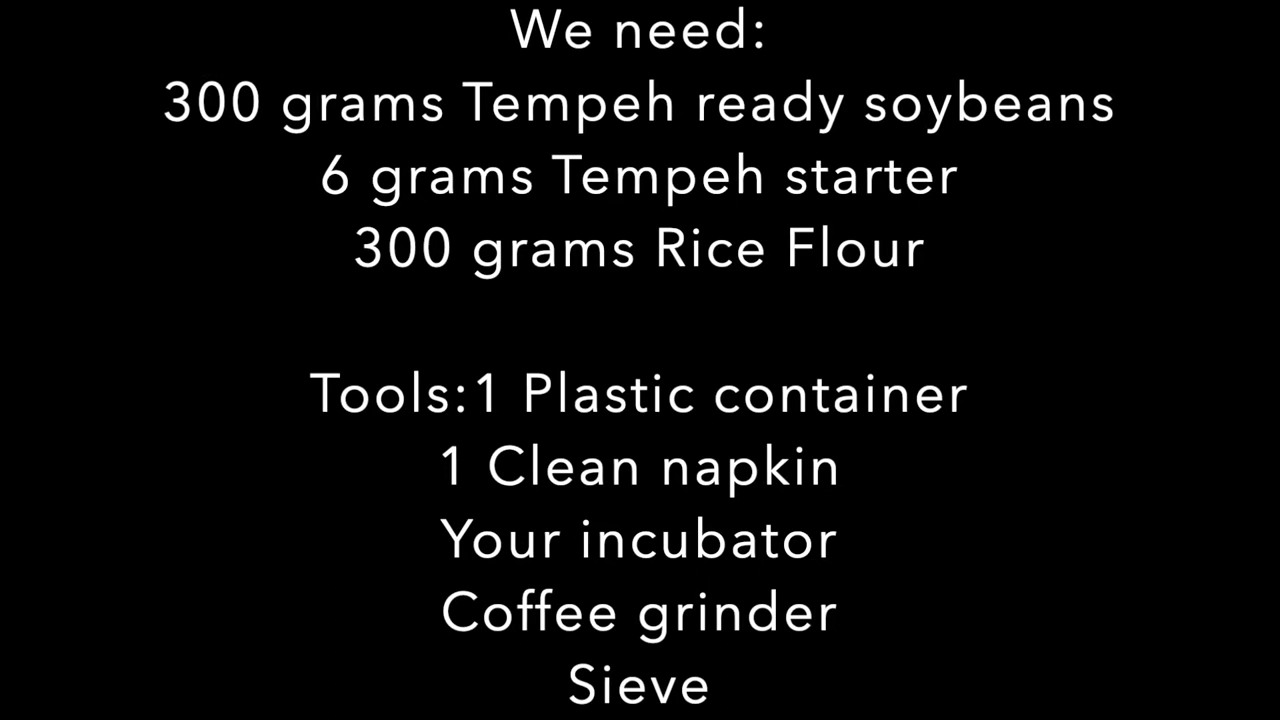 We need:
300 grams Tempeh ready soybeans
6 grams Tempeh starter
300 grams Rice Flour
Tools:1 Plastic container
1 Clean napkin
Your incubator
Coffee grinder
Sieve